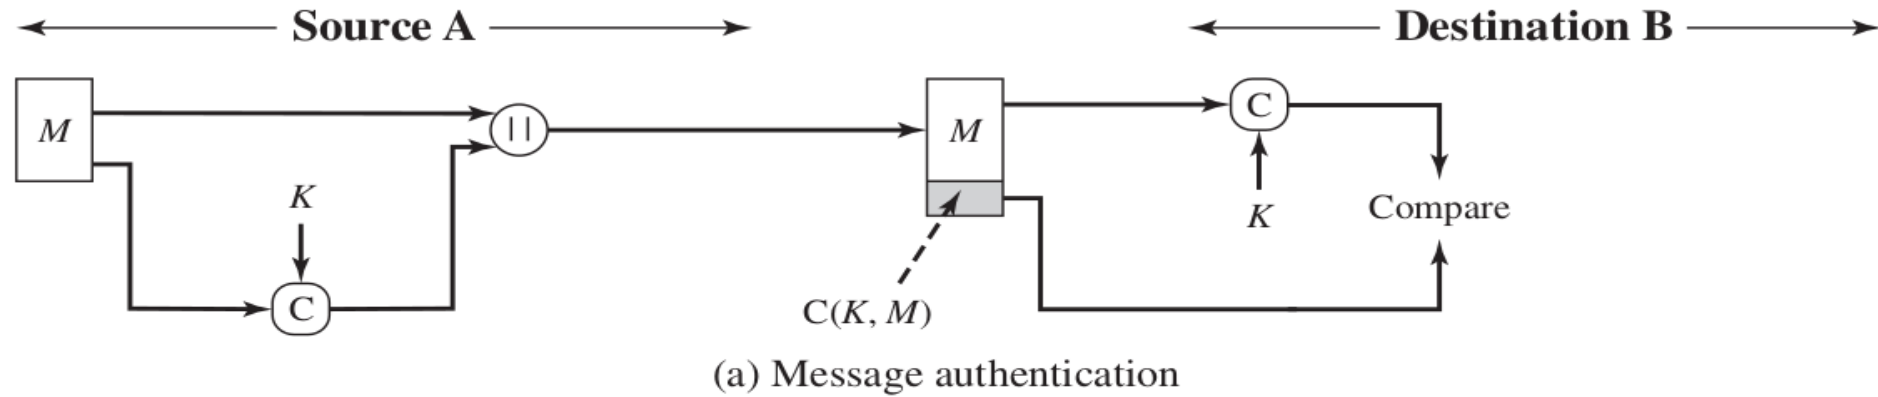 Source A
Destination B
M
||
M
C
K
K
Compare
C
C(K, M)
(a) Message authentication